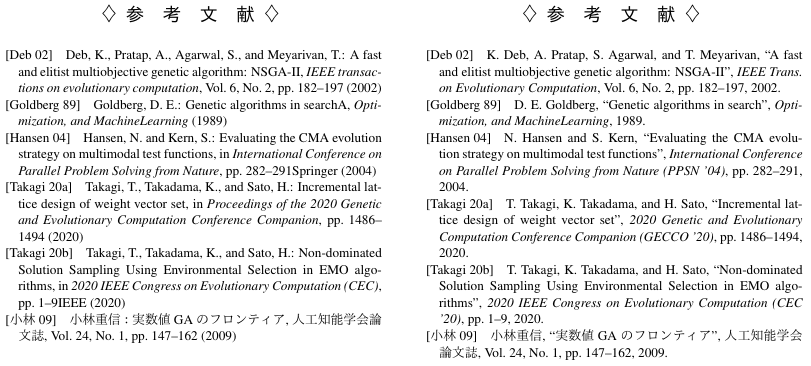 ◇ 参 考 文 献 ◇
[Deb 02] Deb, K., Pratap, A., Agarwal, S., and Meyarivan, T.: A fast
and elitist multiobjective genetic algorithm: NSGA-II, IEEE transac-
tions on evolutionary computation, Vol. 6, No. 2, pp. 182–197 (2002)
[Goldberg 89] Goldberg, D. E.: Genetic algorithms in searchA, Opti-
mization, and MachineLearning (1989)
[Hansen 04] Hansen, N. and Kern, S.: Evaluating the CMA evolution
strategy on multimodal test functions, in International Conference on
Parallel Problem Solving from Nature, pp. 282–291Springer (2004)
[Takagi 20a] Takagi, T., Takadama, K., and Sato, H.: Incremental lat-
tice design of weight vector set, in Proceedings of the 2020 Genetic
and Evolutionary Computation Conference Companion, pp. 1486–
1494 (2020)
[Takagi 20b] Takagi, T., Takadama, K., and Sato, H.: Non-dominated
Solution Sampling Using Environmental Selection in EMO algo-
rithms, in 2020 IEEE Congress on Evolutionary Computation (CEC),
pp. 1–9IEEE (2020)
[小林 09] 小林重信：実数値 GA のフロンティア, 人工知能学会論
文誌, Vol. 24, No. 1, pp. 147–162 (2009)
◇ 参 考 文 献 ◇
[Deb 02] K. Deb, A. Pratap, S. Agarwal, and T. Meyarivan, “A fast
and elitist multiobjective genetic algorithm: NSGA-II”, IEEE Trans.
on Evolutionary Computation, Vol. 6, No. 2, pp. 182–197, 2002.
[Goldberg 89] D. E. Goldberg, “Genetic algorithms in search”, Opti-
mization, and MachineLearning, 1989.
[Hansen 04] N. Hansen and S. Kern, “Evaluating the CMA evolu-
tion strategy on multimodal test functions”, International Conference
on Parallel Problem Solving from Nature (PPSN ’04), pp. 282–291,
2004.
[Takagi 20a] T. Takagi, K. Takadama, and H. Sato, “Incremental lat-
tice design of weight vector set”, 2020 Genetic and Evolutionary
Computation Conference Companion (GECCO ’20), pp. 1486–1494,
2020.
[Takagi 20b] T. Takagi, K. Takadama, and H. Sato, “Non-dominated
Solution Sampling Using Environmental Selection in EMO algo-
rithms”, 2020 IEEE Congress on Evolutionary Computation (CEC
’20), pp. 1–9, 2020.
[小林 09] 小林重信, “実数値 GA のフロンティア”, 人工知能学会
論文誌, Vol. 24, No. 1, pp. 147–162, 2009.